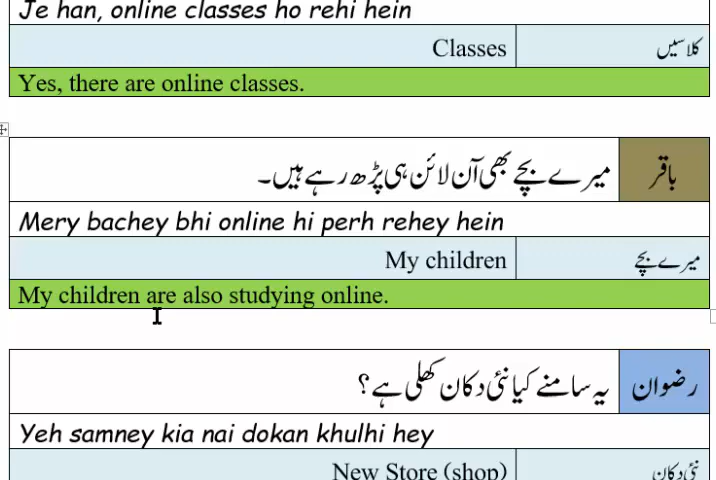 Je han, online classes ho rehi hein
Classes کلاسیں
Yes, there are online classes.
باقر میرے بچے بھی آن لائن ہی پڑھ رہے ہیں۔
Mery bachey bhi online hi perh rehey hein
My children میرے بچے
My children are also studying online.
رضوان یہ سامنے کیا نئی دکان کھلی ہے؟
Yeh samney kia nai dokan khulhi hey
New Store (shop) نئی دکان